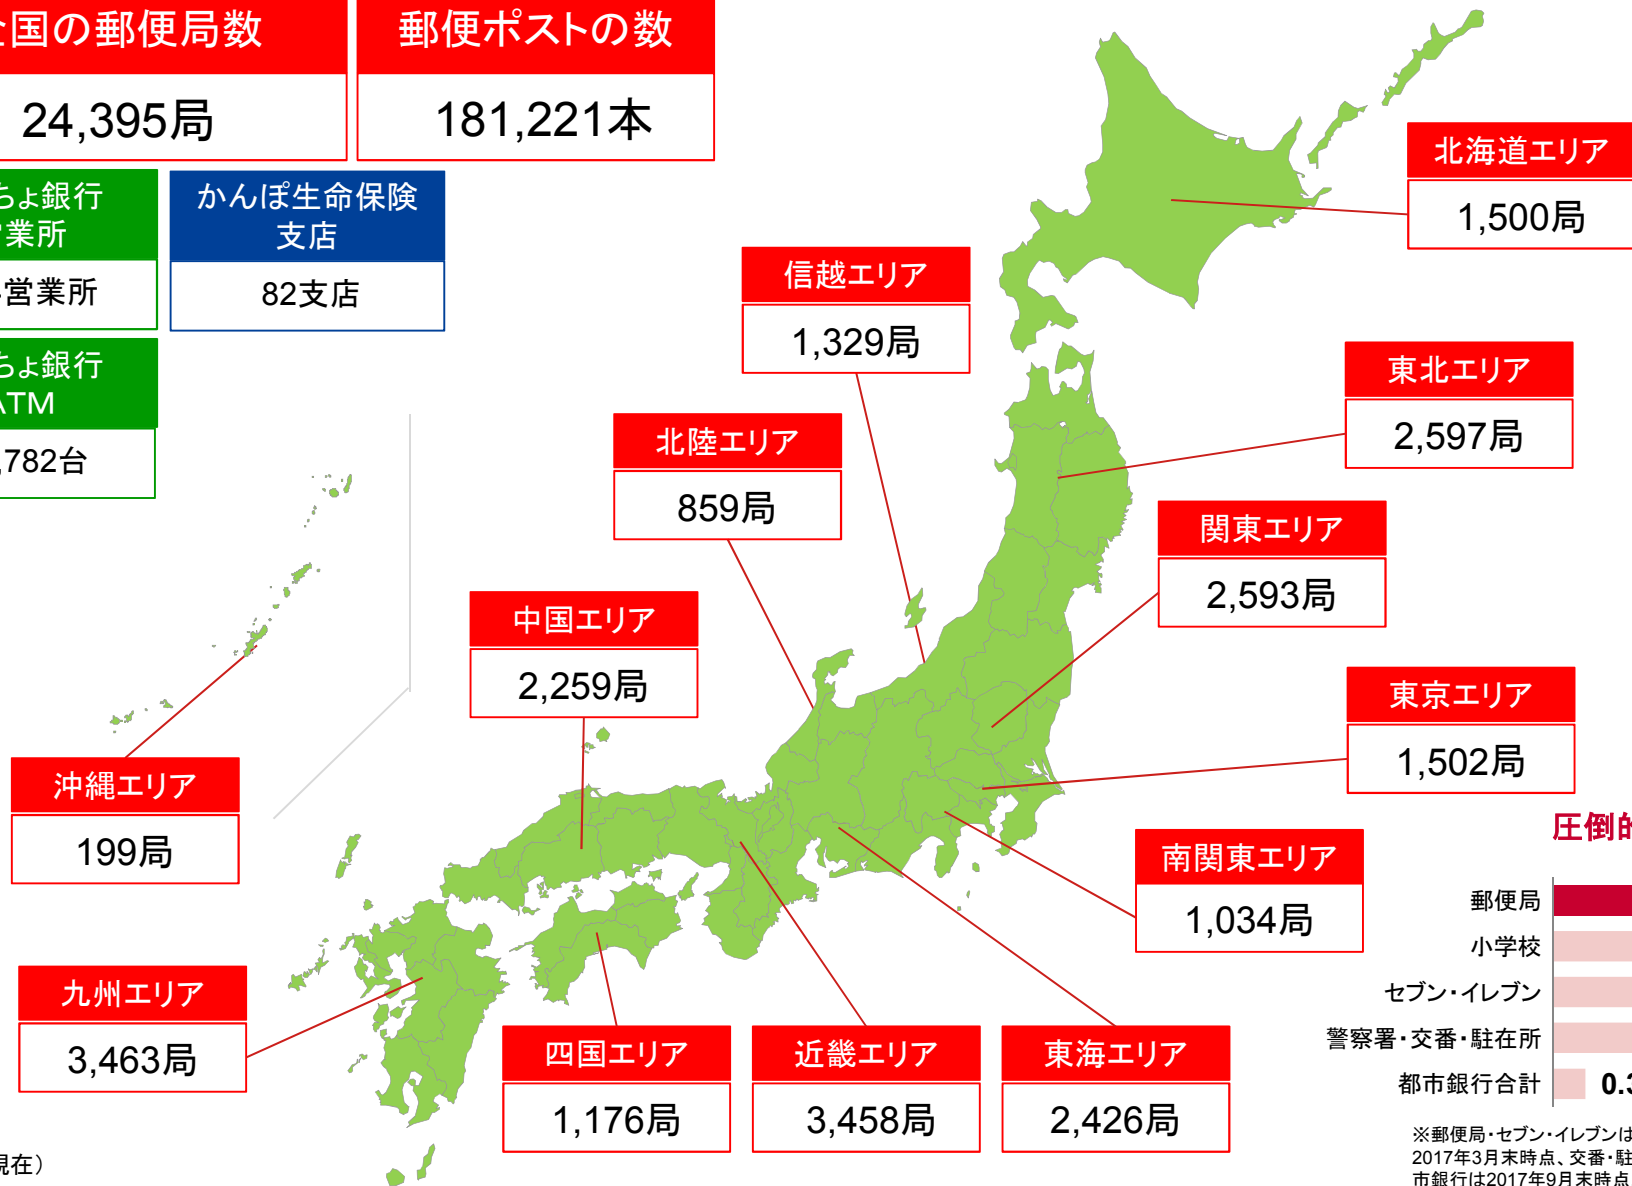 全国の郵便局数
24,395局
郵便ポストの数
181,221本
ちょ銀行
営業所
営業所
かんぽ生命保険
支店
82支店
ちょ銀行
ATM
,782台
北海道エリア
1,500局
信越エリア
1,329局
東北エリア
2,597局
北陸エリア
859局
関東エリア
2,593局
中国エリア
2,259局
東京エリア
1,502局
沖縄エリア
199局
南関東エリア
1,034局
九州エリア
3,463局
四国エリア
1,176局
近畿エリア
3,458局
東海エリア
2,426局
圧倒的
郵便局
小学校
セブン・イレブン
警察署・交番・駐在所
都市銀行合計
0.3
※郵便局・セブン・イレブンは
2017年3月末時点、交番・駐
市銀行は2017年9月末時点
現在）